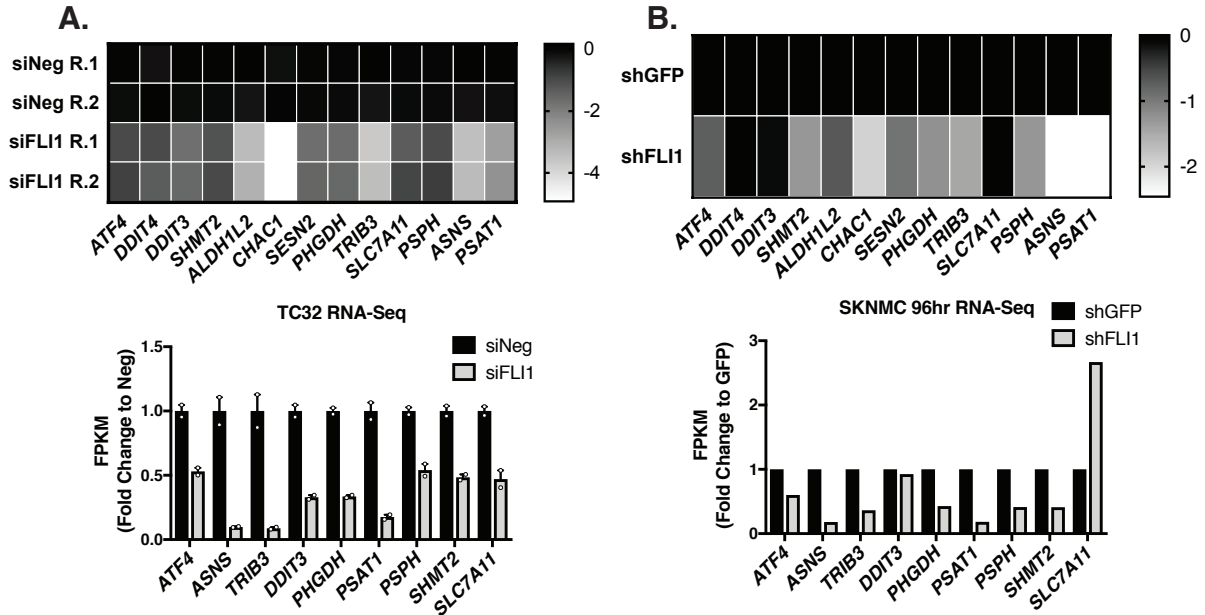 A.
siNeg R.1
siNeg R.2
siFLI1 R.1
siFLI1 R.2
0
-2
-4
ATF4
DDIT4
DDIT3
SHMT2
ALDH1L2
CHAC1
SESN2
PHGDH
TRIB3
SLC7A11
PSPH
ASNS
PSAT1
B.
shGFP
shFLI1
0
-1
-2
ATF4
DDIT4
DDIT3
SHMT2
ALDH1L2
CHAC1
SESN2
PHGDH
TRIB3
SLC7A11
PSPH
ASNS
PSAT1
TC32 RNA-Seq
siNeg
siFLI1
FPKM
(Fold Change to Neg)
1.5
1.0
0.5
0.0
ATF4
ASNS
TRIB3
DDIT3
PHGDH
PSAT1
PSPH
SHMT2
SLC7A11
SKNMC 96hr RNA-Seq
shGFP
shFLI1
FPKM
(Fold Change to GFP)
3
2
1
0
ATF4
ASNS
TRIB3
DDIT3
PHGDH
PSAT1
PSPH
SHMT2
SLC7A11